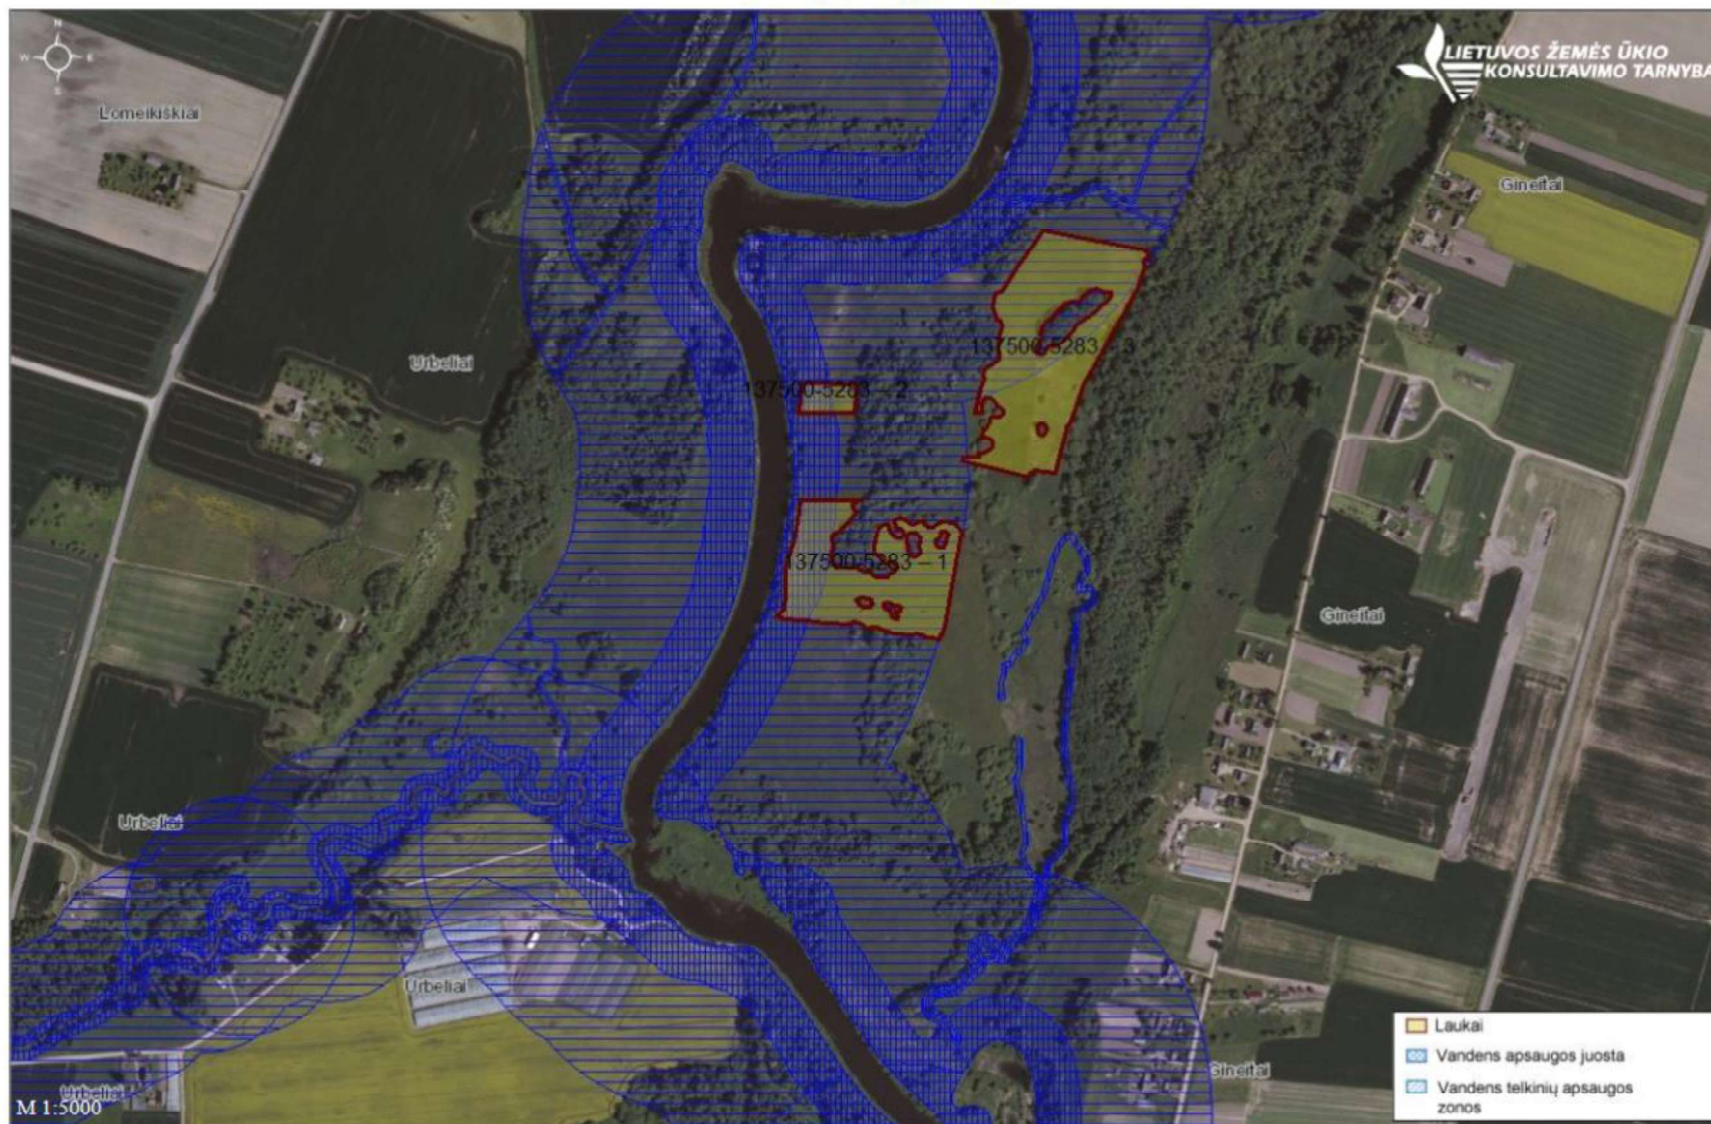 N
W E
S
LIETUVOS ŽEMĖS ŪKIO
KONSULTAVIMO TARNYBA
Lomeikiškiai
Gineitai
137500-5283 – 3
Urbeliai
137500-5283 – 2
137500-5283 – 1
Gineitai
Urbeliai
Urbeliai
Gineitai
Urbeliai
M 1:5000
Laukai
Vandens apsaugos juosta
Vandens telkinių apsaugos
zonos